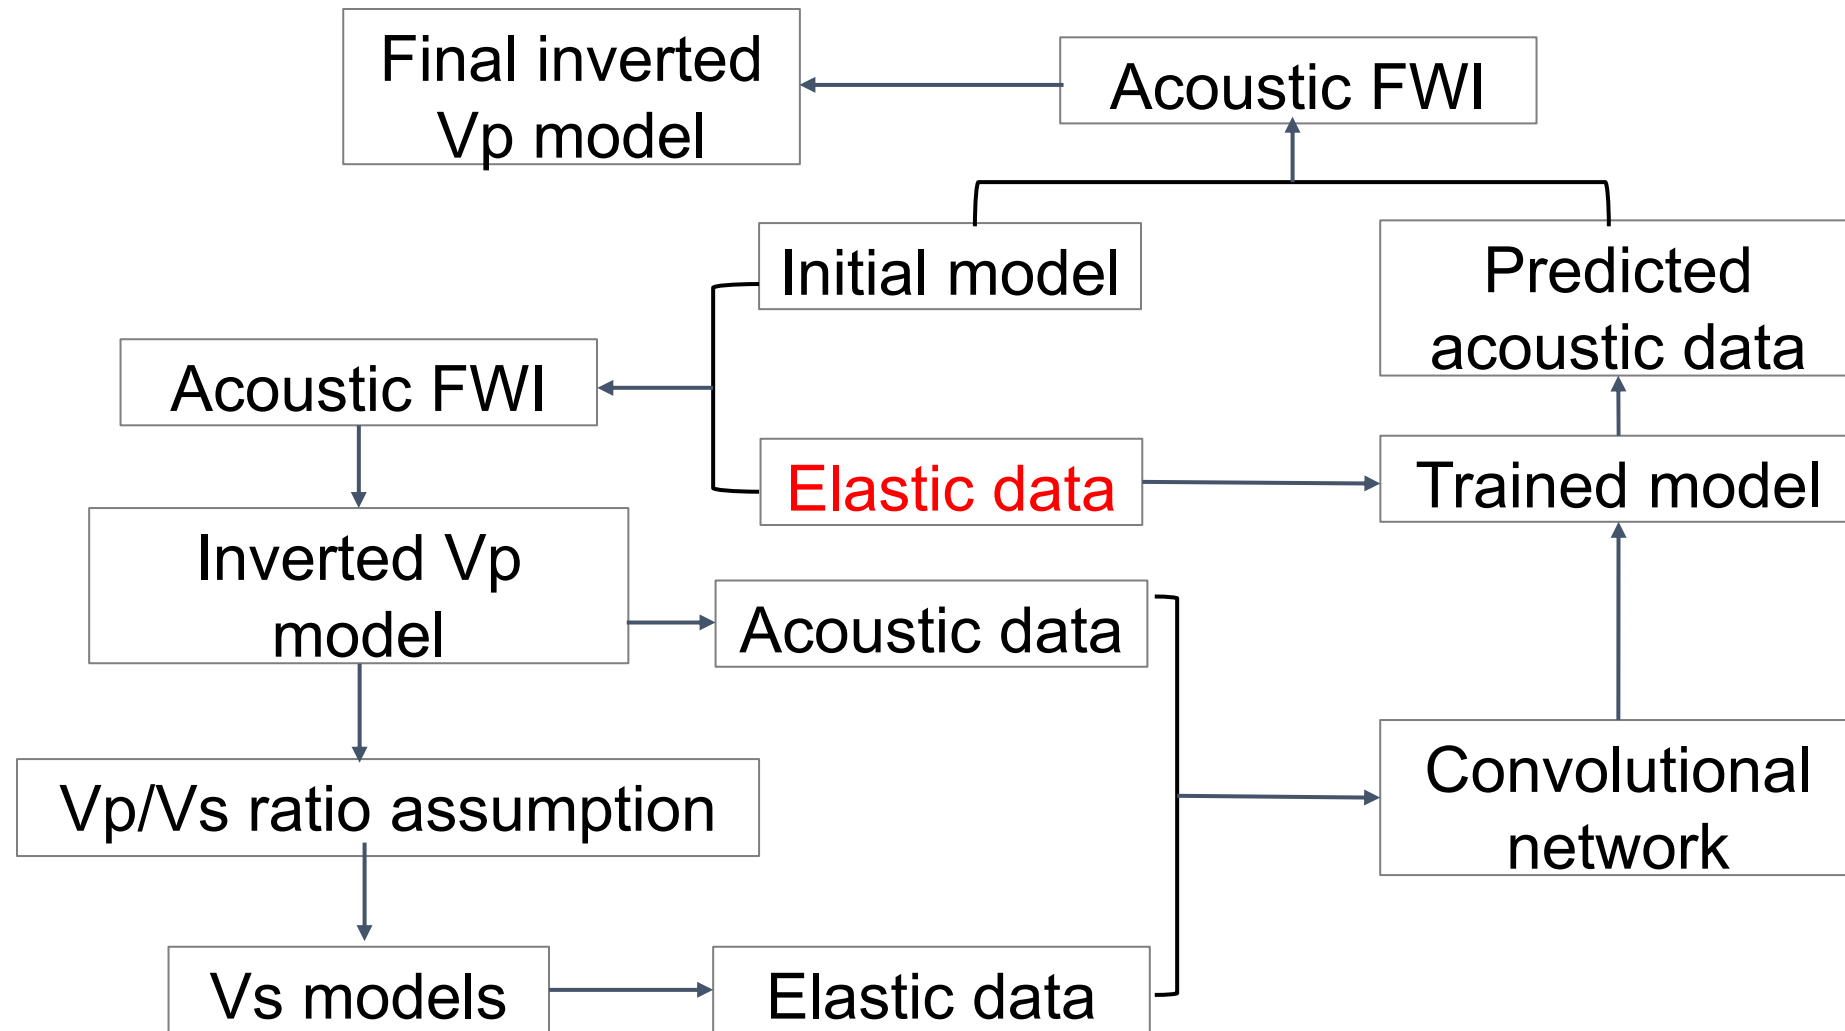 Final inverted
Vp model
Acoustic FWI
Initial model
Predicted
acoustic data
Acoustic FWI
Elastic data
Trained model
Inverted Vp
model
Acoustic data
Vp/Vs ratio assumption
Convolutional
network
Vs models
Elastic data